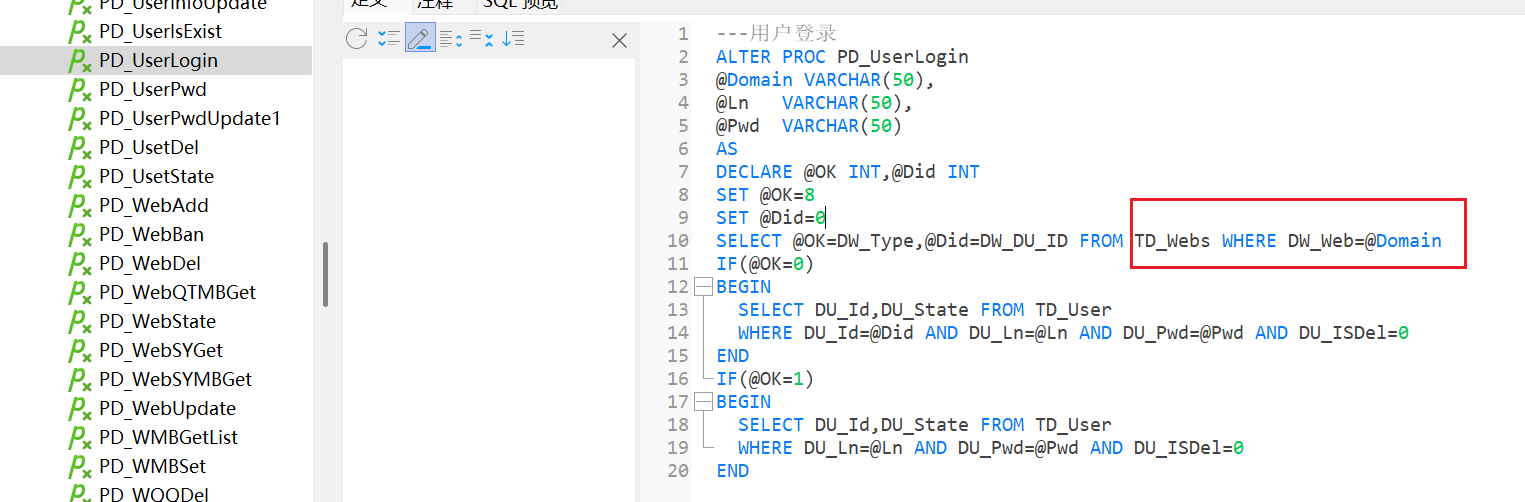 PD_UserInfoUpdate
PD_UserIsExist
PD_UserLogin
PD_UserPwd
PD_UserPwdUpdate1
PD_UsetDel
PD_UsetState
PD_WebAdd
PD_WebBan
PD_WebDel
PD_WebQTMBGet
PD_WebState
PD_WebSYGet
PD_WebSYMBGet
PD_WebUpdate
PD_WMBGetList
PD_WMBSet
PD_WQQDel
定义 注释 SQL 预览
1 ---用户登录
2 ALTER PROC PD_UserLogin
3 @Domain VARCHAR(50),
4 @Ln VARCHAR(50),
5 @Pwd VARCHAR(50)
6 AS
7 DECLARE @OK INT,@Did INT
8 SET @OK=8
9 SET @Did=0
10 SELECT @OK=DW_Type,@Did=DW_DU_ID FROM TD_Webs WHERE DW_Web=@Domain
11 IF(@OK=0)
12 BEGIN
13 SELECT DU_Id,DU_State FROM TD_User
14 WHERE DU_Id=@Did AND DU_Ln=@Ln AND DU_Pwd=@Pwd AND DU_ISDel=0
15 END
16 IF(@OK=1)
17 BEGIN
18 SELECT DU_Id,DU_State FROM TD_User
19 WHERE DU_Ln=@Ln AND DU_Pwd=@Pwd AND DU_ISDel=0
20 END